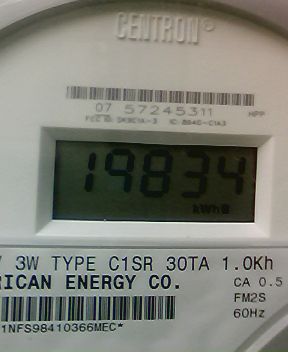 CENTRON®
07 57245311 HPP
19834
kWh
3W TYPE C1SR 30TA 1.0Kh
RICAN ENERGY CO. CA 0.5
FM2S
1NFS98410366MEC* 60Hz